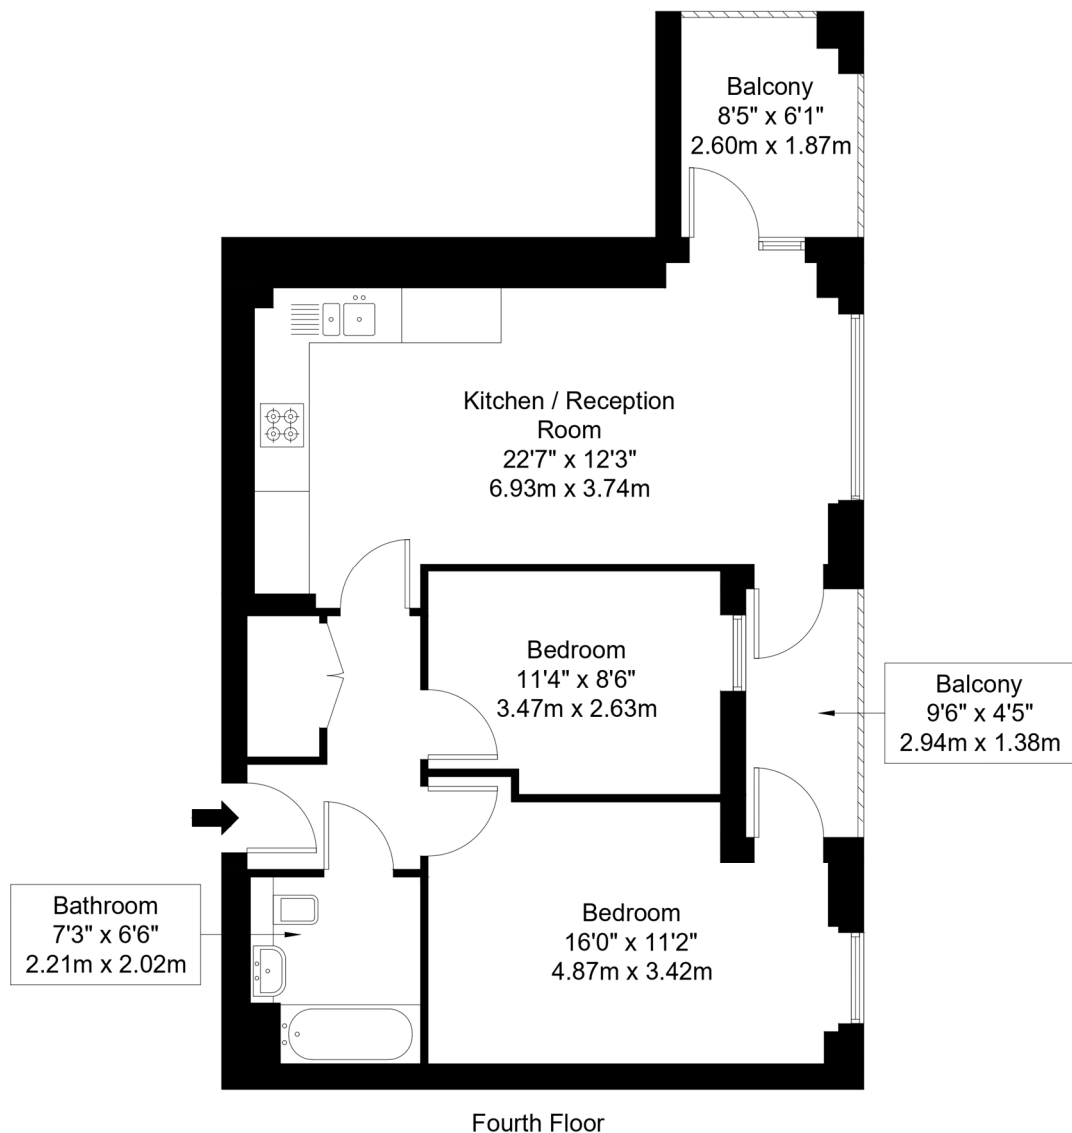 Balcony
8'5" x 6'1"
2.60m x 1.87m
Kitchen / Reception
Room
22'7" x 12'3"
6.93m x 3.74m
Bedroom
11'4" x 8'6"
3.47m x 2.63m
Balcony
9'6" x 4'5"
2.94m x 1.38m
Bathroom
7'3" x 6'6"
2.21m x 2.02m
Bedroom
16'0" x 11'2"
4.87m x 3.42m
Fourth Floor